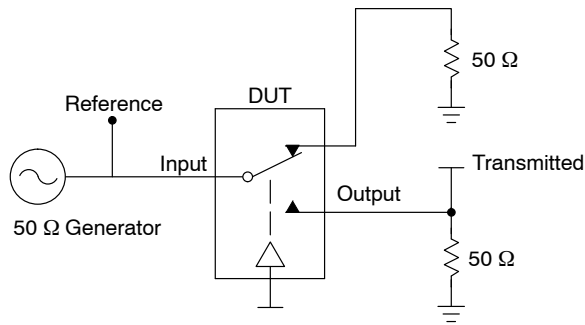 50 Ω
Reference
DUT
Input
Transmitted
Output
50 Ω Generator
50 Ω